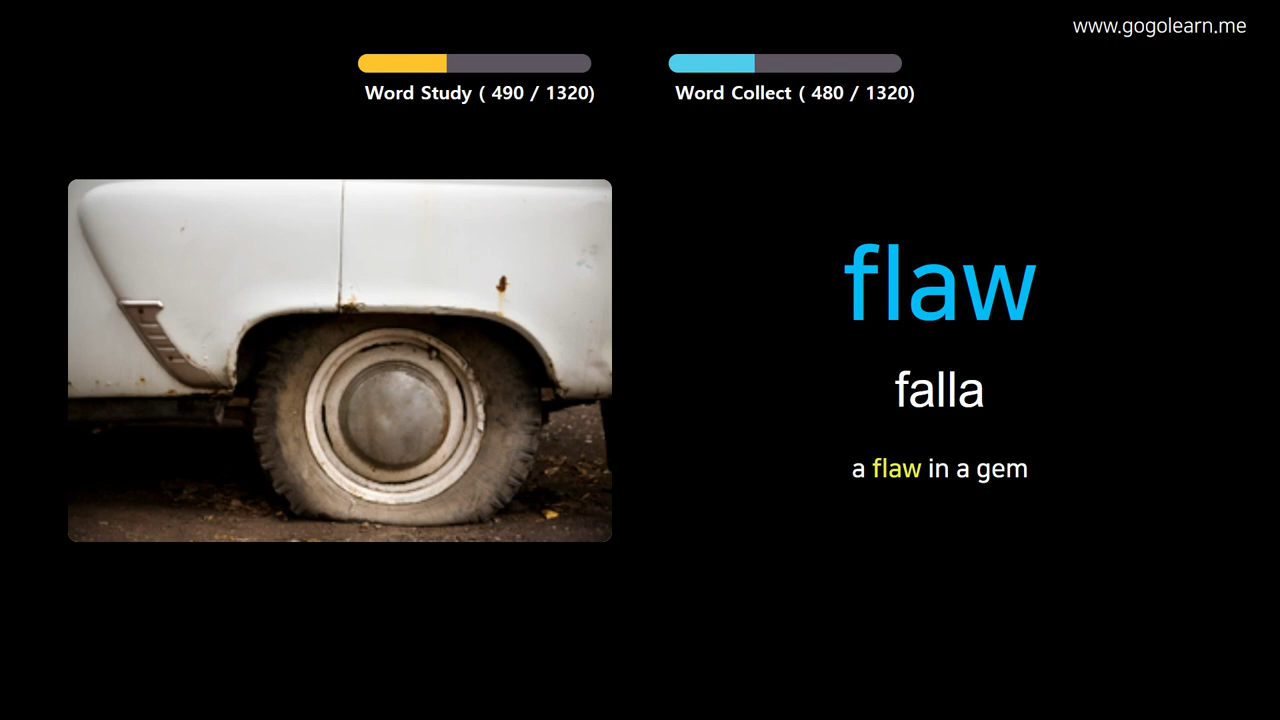 www.gogolearn.me
Word Study ( 490 / 1320)
Word Collect ( 480 / 1320)
flaw
falla
a flaw in a gem